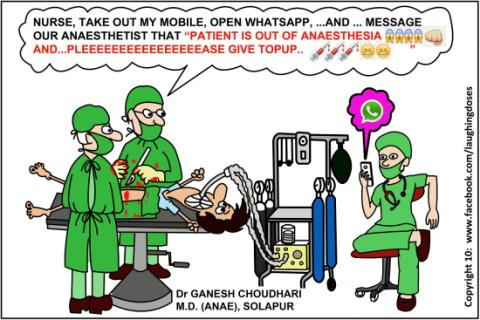 NURSE, TAKE OUT MY MOBILE, OPEN WHATSAPP, ...AND ... MESSAGE
OUR ANAESTHETIST THAT “PATIENT IS OUT OF ANAESTHESIA 😱😱😱😱👊
AND...PLEEEEEEEEEEEEEEEEEEASE GIVE TOPUP.. 💉💉💉😁😁 ”
Dr GANESH CHOUDHARI
M.D. (ANAE), SOLAPUR
Copyright 10: www.facebook.com/laughingdoses